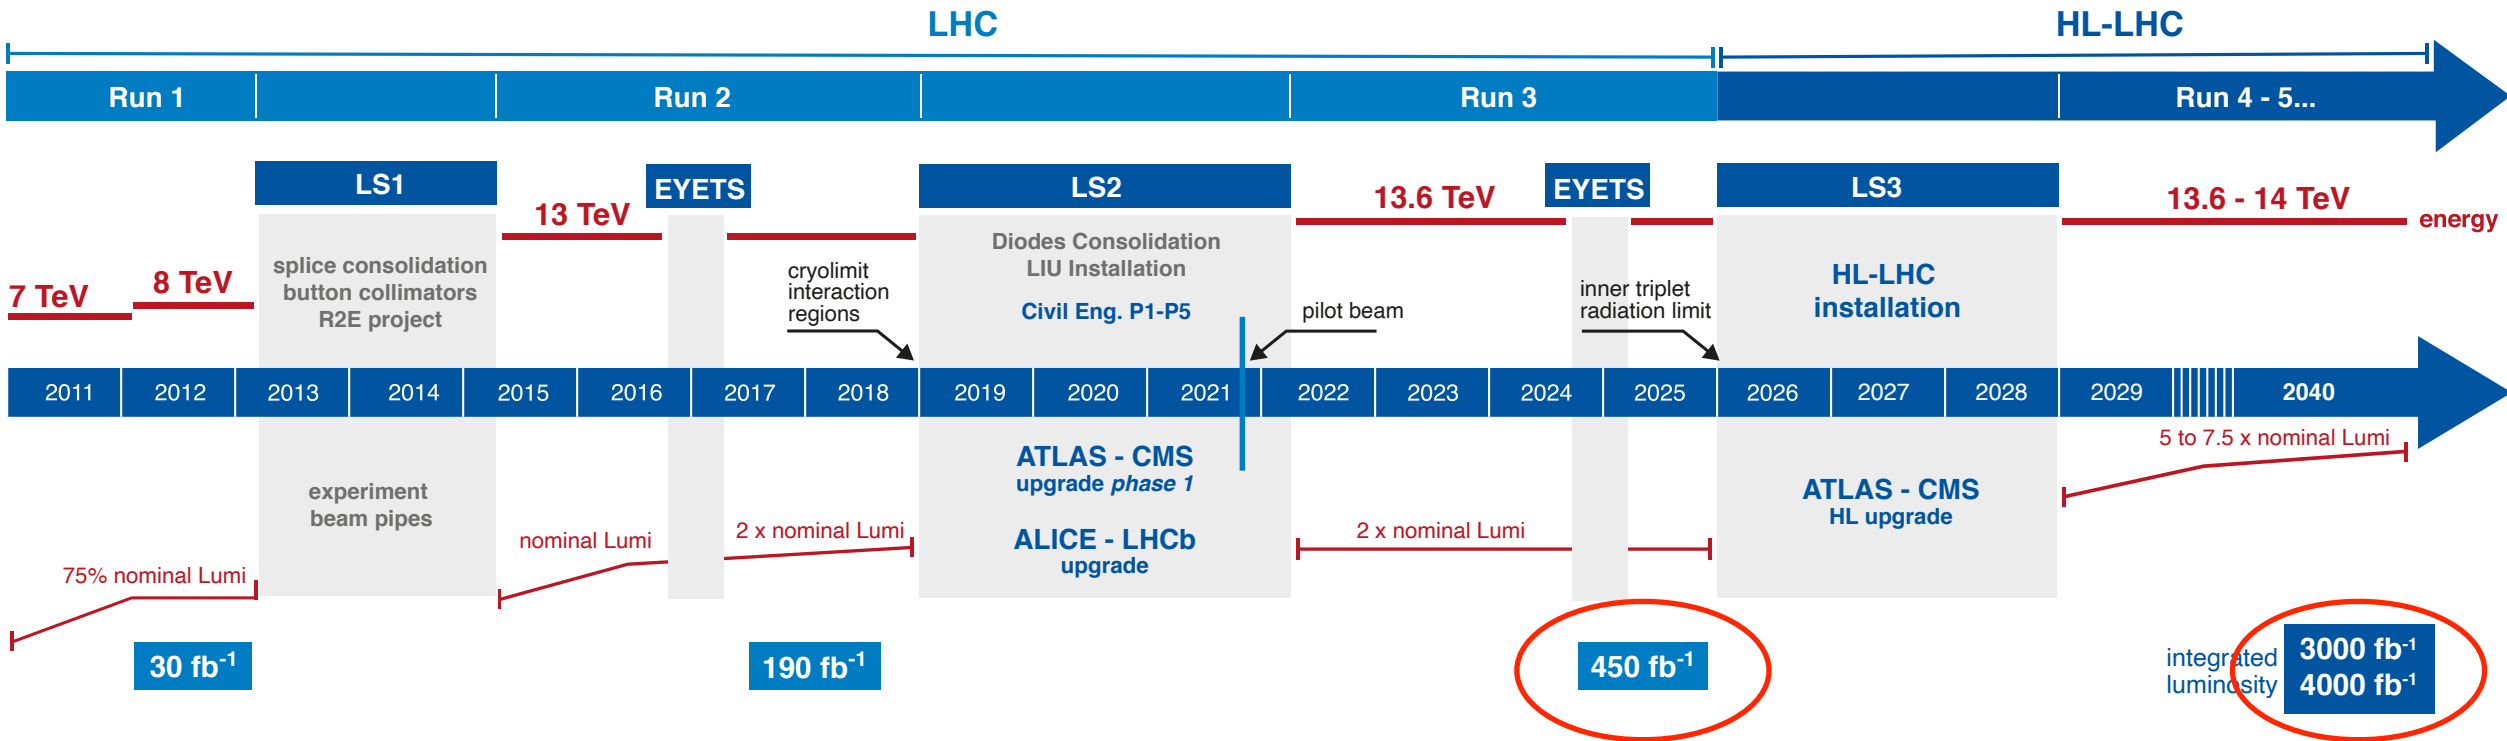 LHC
HL-LHC
Run 1
Run 2
Run 3
Run 4 - 5...
LS1
EYETS
LS2
EYETS
LS3
13 TeV
13.6 TeV
13.6 - 14 TeV
energy
7 TeV
8 TeV
splice consolidation
button collimators
R2E project
cryolimit
interaction
regions
Diodes Consolidation
LIU Installation
Civil Eng. P1-P5
pilot beam
inner triplet
radiation limit
HL-LHC
installation
2011
2012
2013
2014
2015
2016
2017
2018
2019
2020
2021
2022
2023
2024
2025
2026
2027
2028
2029
2040
5 to 7.5 x nominal Lumi
experiment
beam pipes
ATLAS - CMS
upgrade phase 1
ALICE - LHCb
upgrade
ATLAS - CMS
HL upgrade
75% nominal Lumi
nominal Lumi
2 x nominal Lumi
2 x nominal Lumi
30 fb⁻¹
190 fb⁻¹
450 fb⁻¹
integrated
luminosity
3000 fb⁻¹
4000 fb⁻¹